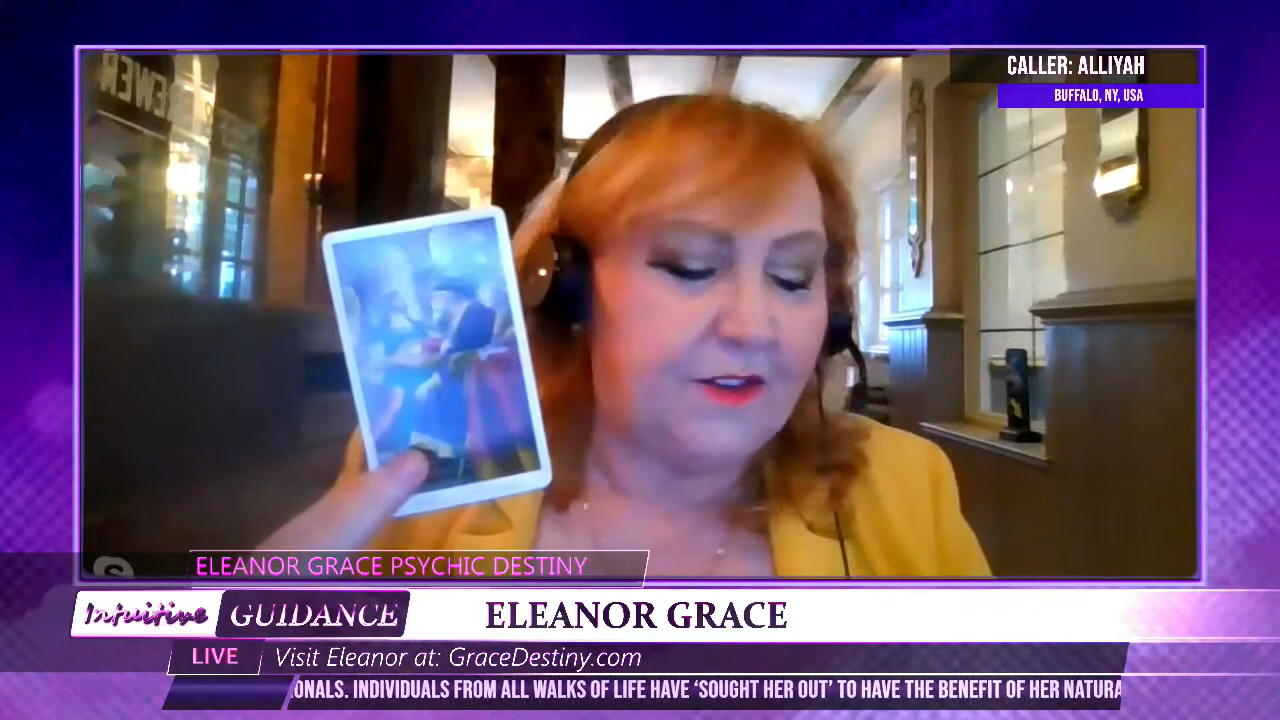 CALLER: ALLIYAH
BUFFALO, NY, USA
ELEANOR GRACE PSYCHIC DESTINY
Intuitive GUIDANCE
ELEANOR GRACE
LIVE Visit Eleanor at: GraceDestiny.com
ONALS. INDIVIDUALS FROM ALL WALKS OF LIFE HAVE ‘SOUGHT HER OUT’ TO HAVE THE BENEFIT OF HER NATURA